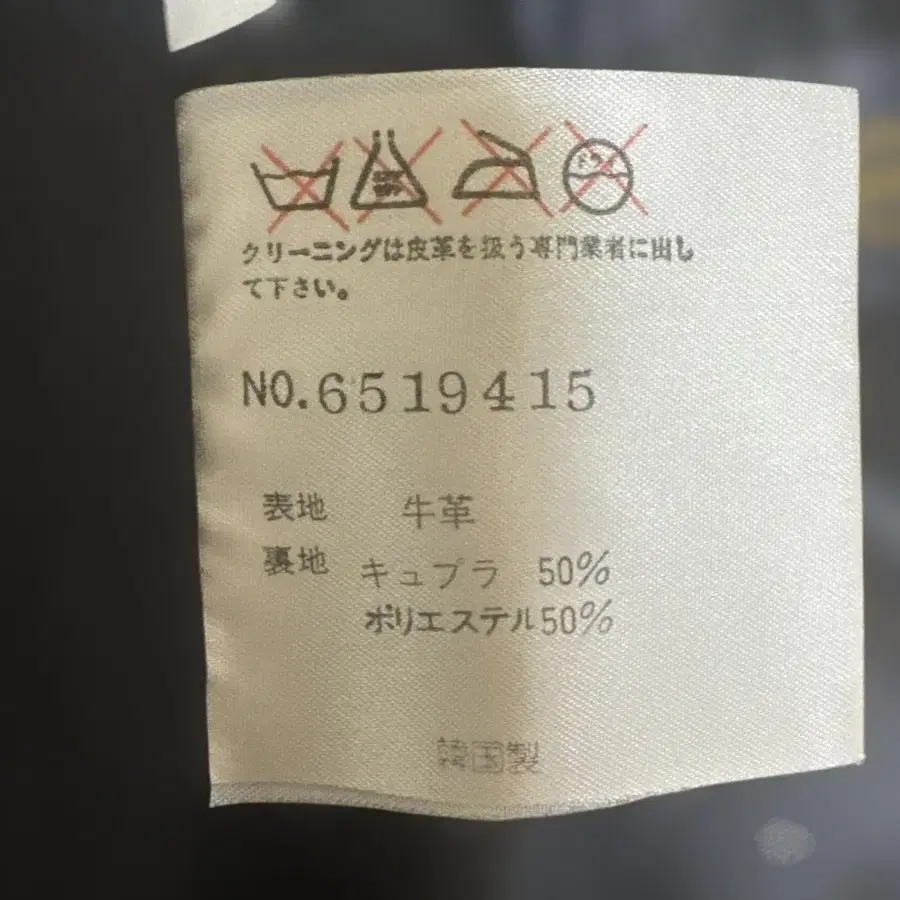 クリーニングは皮革を扱う専門業者に出し
て下さい。
NO.6519415
表地 牛革
裏地 キュプラ 50%
ポリエステル50%
韓国製